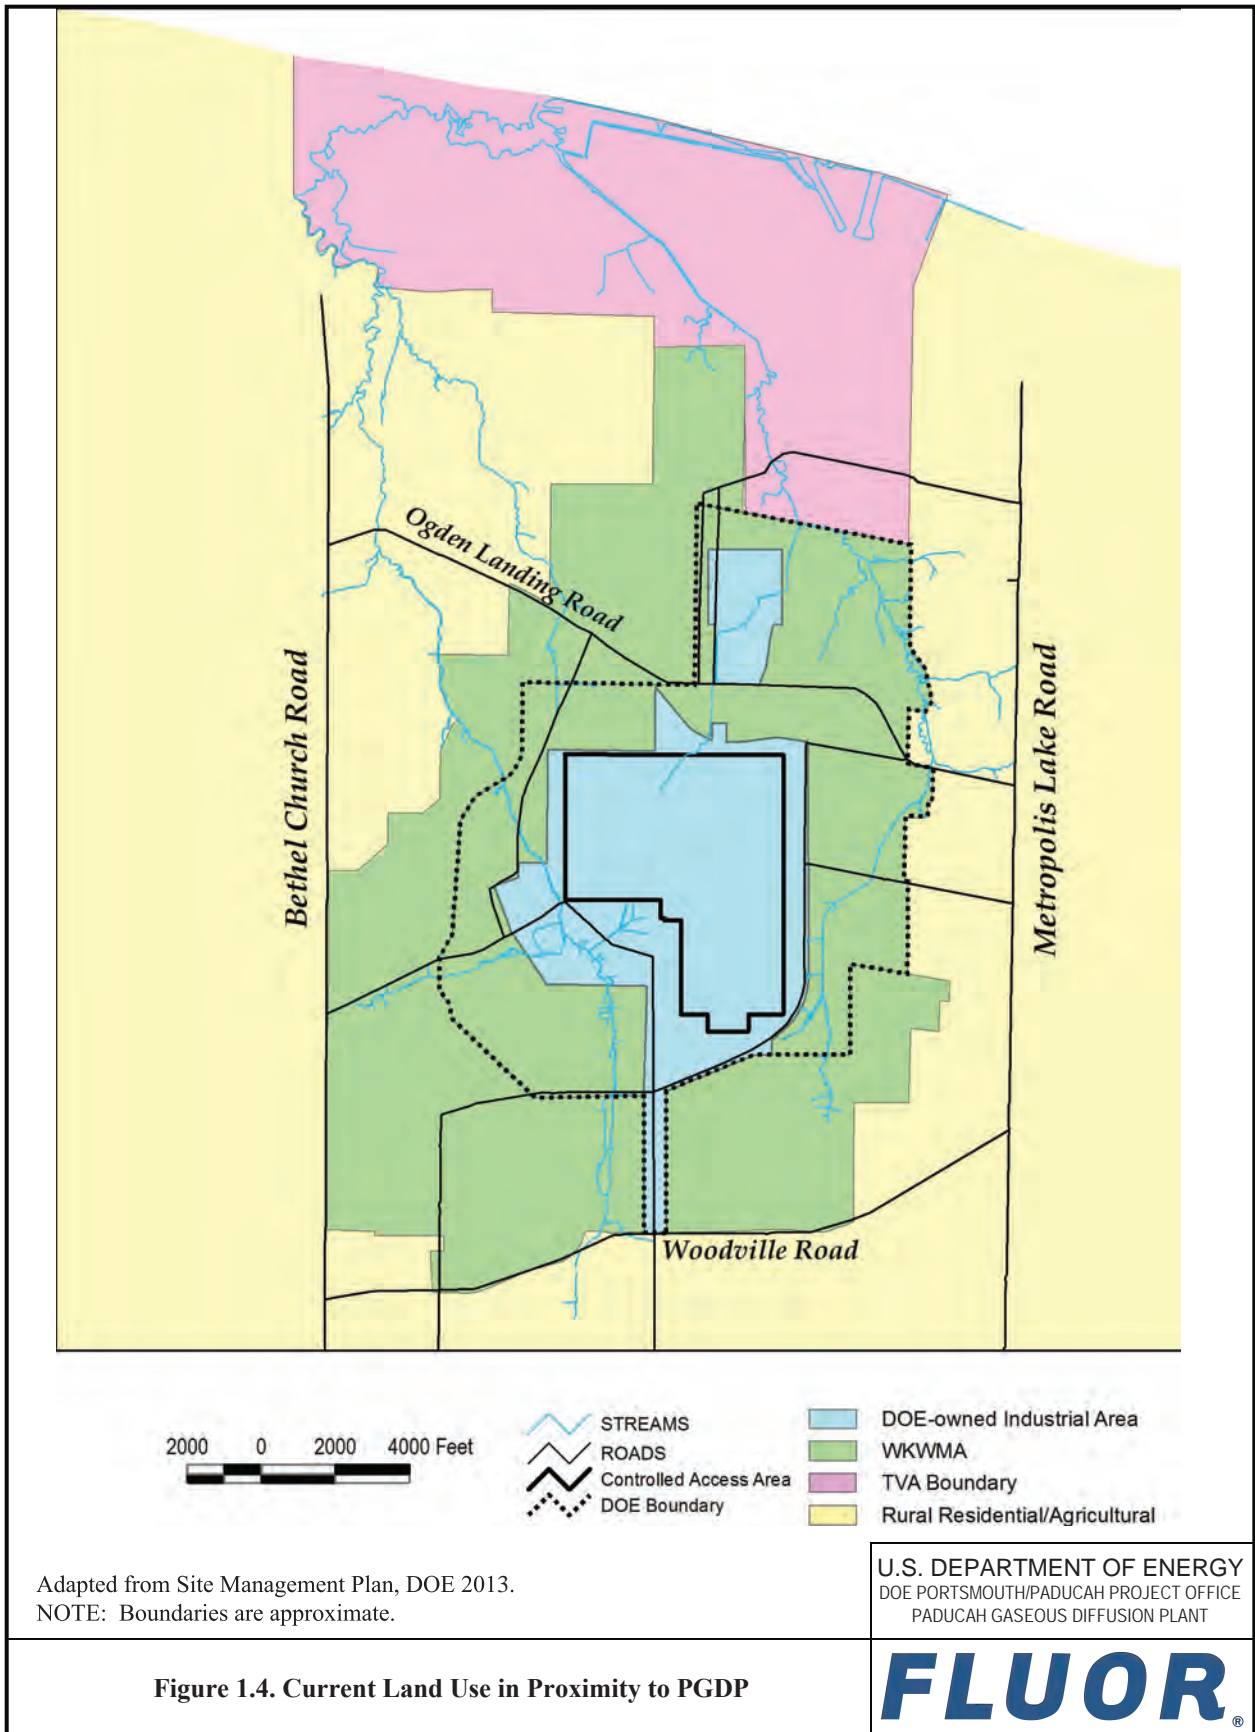 Ogden Landing Road
Bethel Church Road
Metropolis Lake Road
Woodville Road
2000 0 2000 4000 Feet
STREAMS
ROADS
Controlled Access Area
DOE Boundary
DOE-owned Industrial Area
WKWMA
TVA Boundary
Rural Residential/Agricultural
Adapted from Site Management Plan, DOE 2013.
NOTE: Boundaries are approximate.
U.S. DEPARTMENT OF ENERGY
DOE PORTSMOUTH/PADUCAH PROJECT OFFICE
PADUCAH GASEOUS DIFFUSION PLANT
Figure 1.4. Current Land Use in Proximity to PGDP
FLUOR®